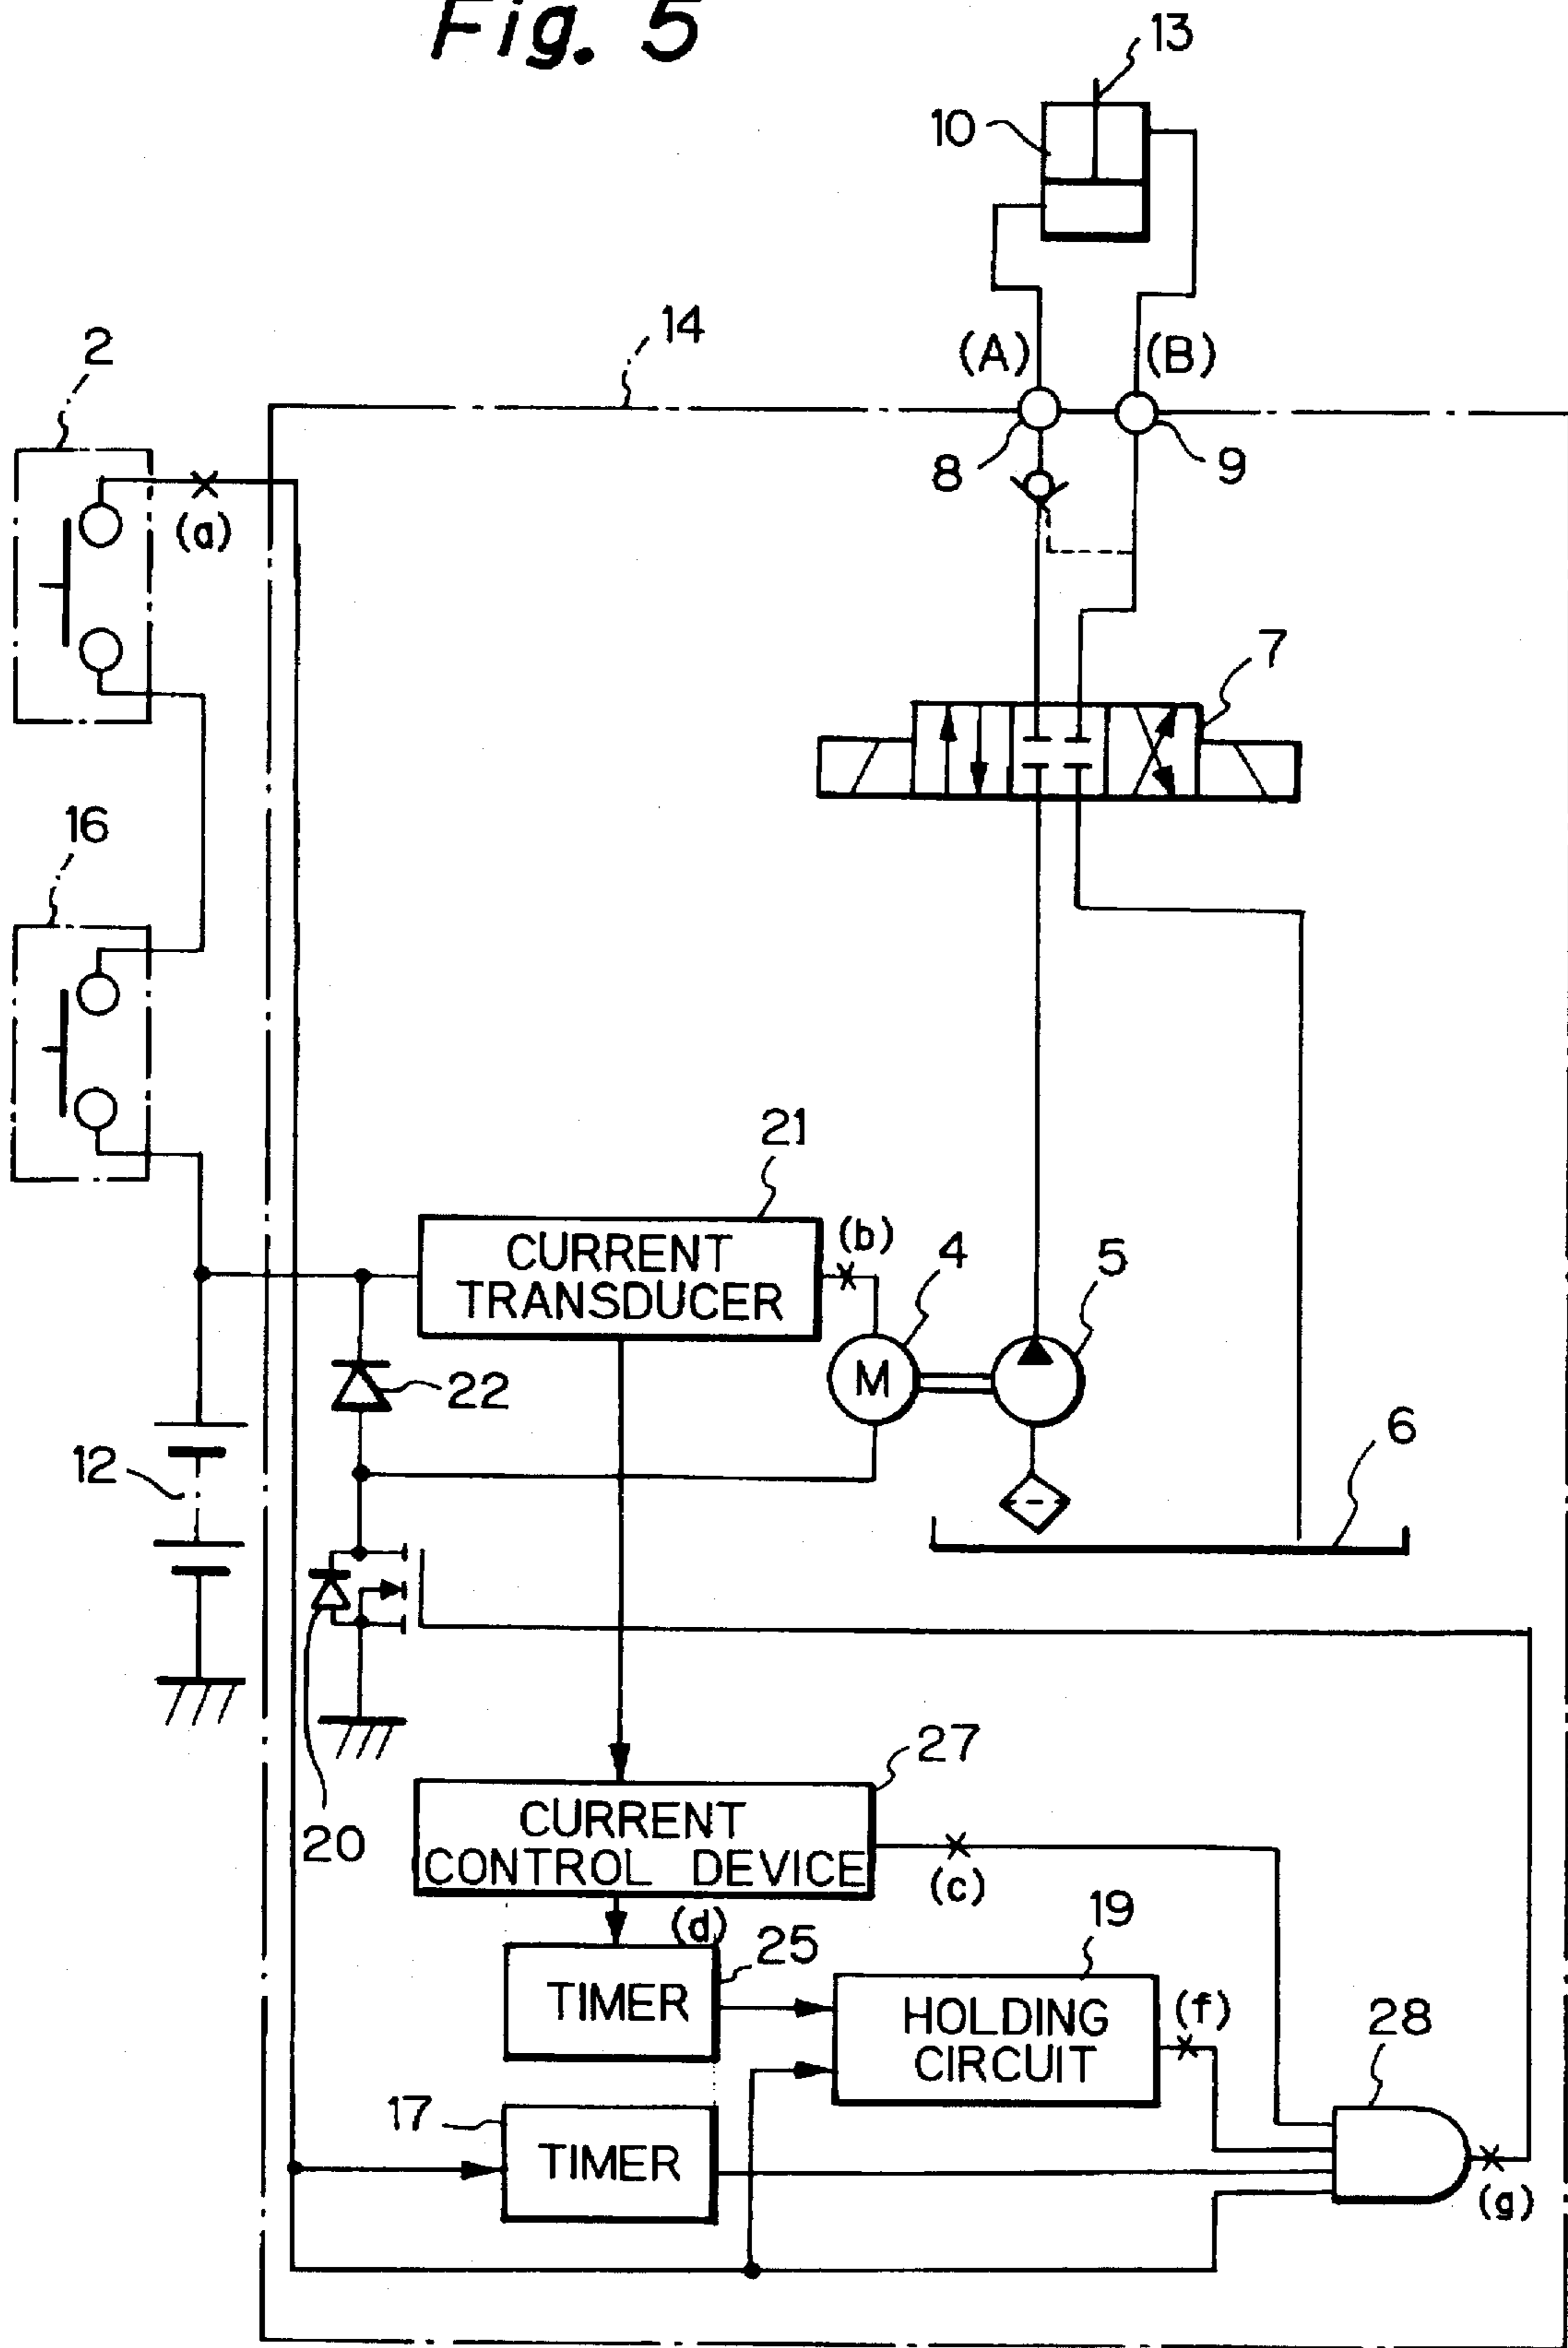 Fig. 5
13
10
14
2
(A)
(B)
8
9
(a)
7
16
21
CURRENT
TRANSDUCER
(b)
4
5
M
22
12
6
27
20
CURRENT
CONTROL DEVICE
(c)
(d)
25
19
TIMER
HOLDING
CIRCUIT
(f)
28
17
TIMER
(g)